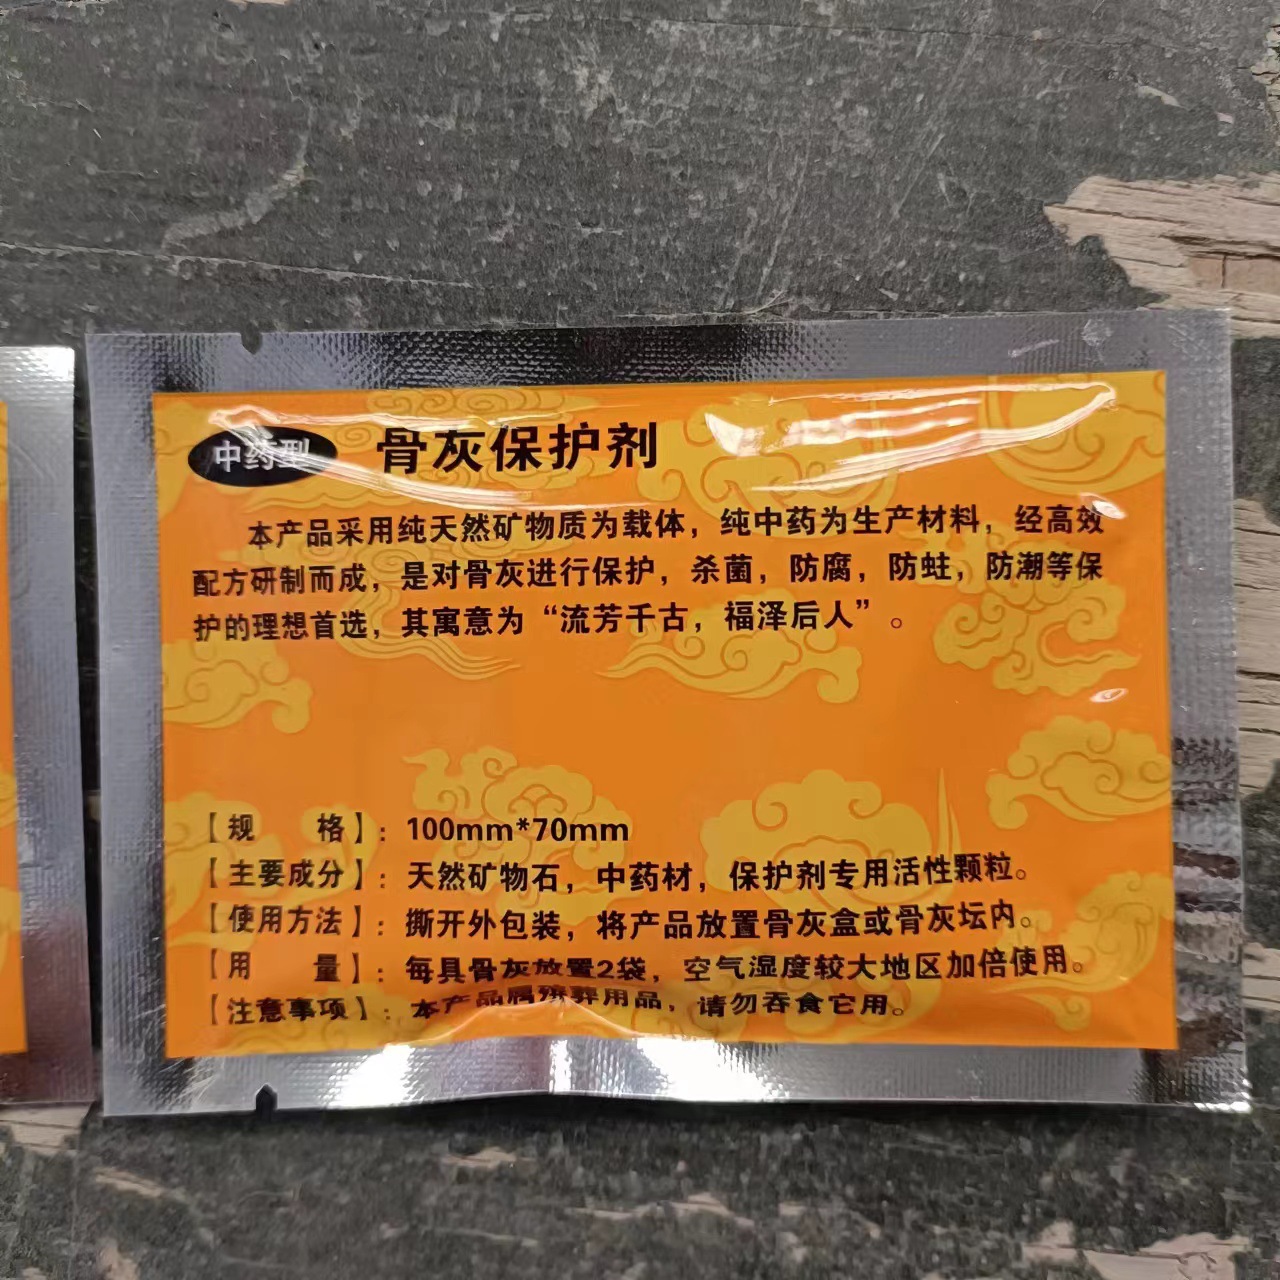 中药型 骨灰保护剂
本产品采用纯天然矿物质为载体，纯中药为生产材料，经高效
配方研制而成，是对骨灰进行保护，杀菌，防腐，防蛀，防潮等保
护的理想首选，其寓意为“流芳千古，福泽后人”。
【规 格】：100mm*70mm
【主要成分】：天然矿物石，中药材，保护剂专用活性颗粒。
【使用方法】：撕开外包装，将产品放置骨灰盒或骨灰坛内。
【用 量】：每具骨灰放置2袋，空气湿度较大地区加倍使用。
【注意事项】：本产品属殡葬用品，请勿吞食它用。